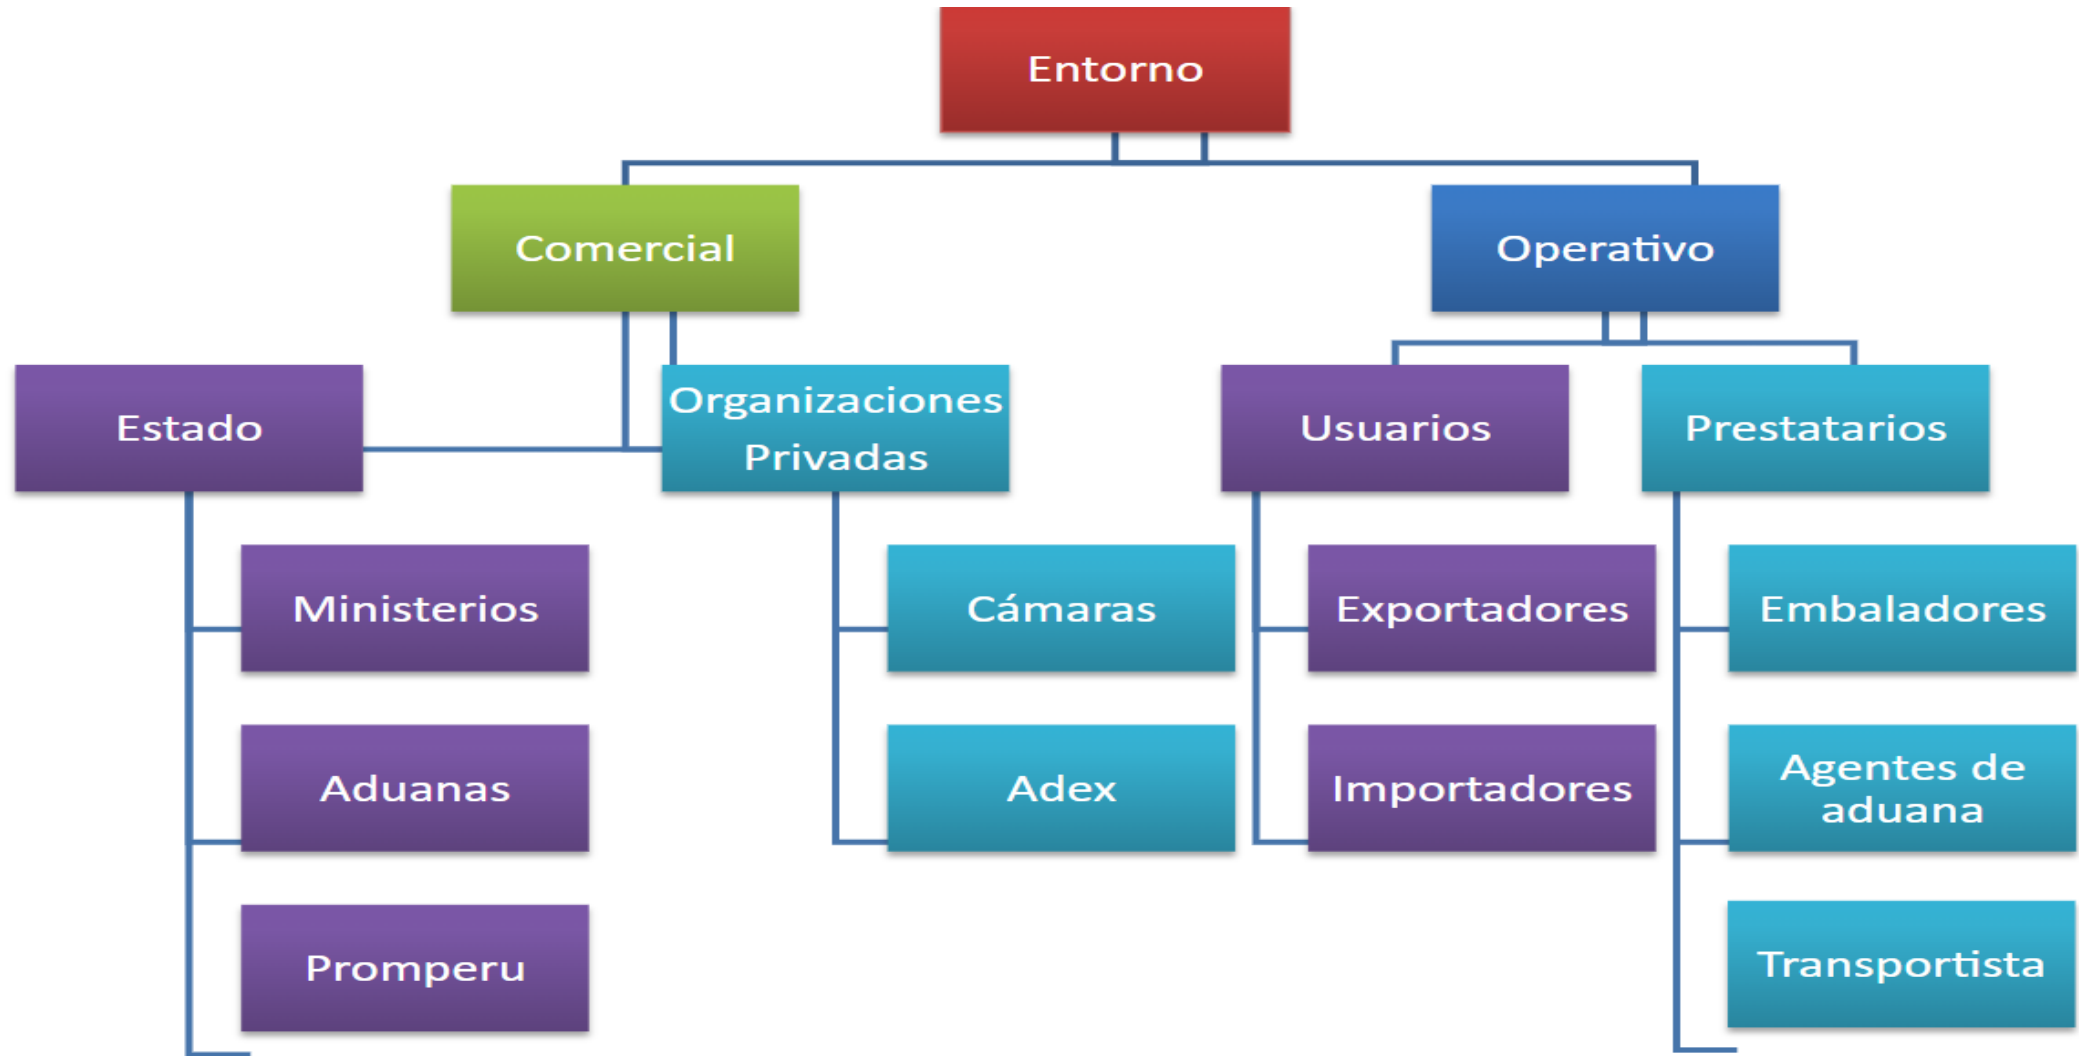 Entorno
Comercial
Operativo
Estado
Organizaciones
Privadas
Usuarios
Prestatarios
Ministerios
Cámaras
Exportadores
Embaladores
Aduanas
Adex
Importadores
Agentes de
aduana
Promperu
Transportista